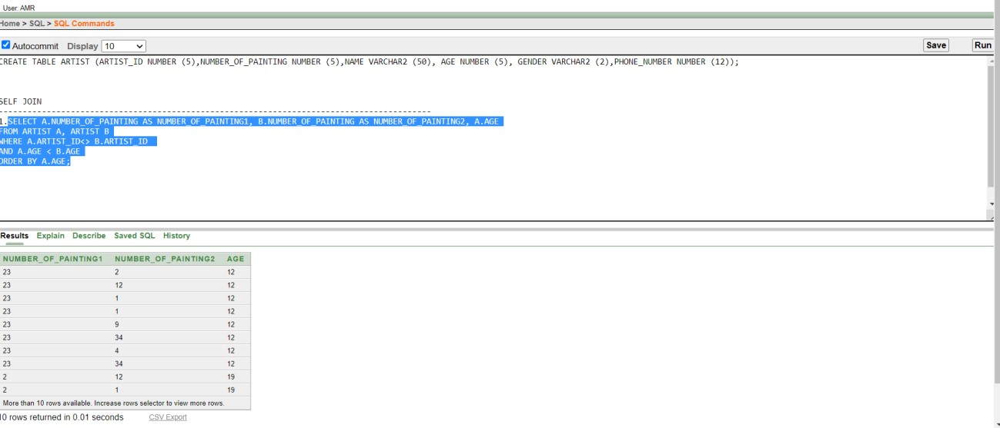 User: AMR
Home > SQL > SQL Commands
Autocommit Display 10 Save Run
CREATE TABLE ARTIST (ARTIST_ID NUMBER (5),NUMBER_OF_PAINTING NUMBER (5),NAME VARCHAR2 (50), AGE NUMBER (5), GENDER VARCHAR2 (2),PHONE_NUMBER NUMBER (12));
SELF JOIN
--------------------------------------------------------------------------------
1.SELECT A.NUMBER_OF_PAINTING AS NUMBER_OF_PAINTING1, B.NUMBER_OF_PAINTING AS NUMBER_OF_PAINTING2, A.AGE
FROM ARTIST A, ARTIST B
WHERE A.ARTIST_ID<> B.ARTIST_ID
AND A.AGE < B.AGE
ORDER BY A.AGE;
Results Explain Describe Saved SQL History
NUMBER_OF_PAINTING1 NUMBER_OF_PAINTING2 AGE
23 2 12
23 12 12
23 1 12
23 1 12
23 9 12
23 34 12
23 4 12
23 34 12
2 12 19
2 1 19
More than 10 rows available. Increase rows selector to view more rows.
10 rows returned in 0.01 seconds CSV Export